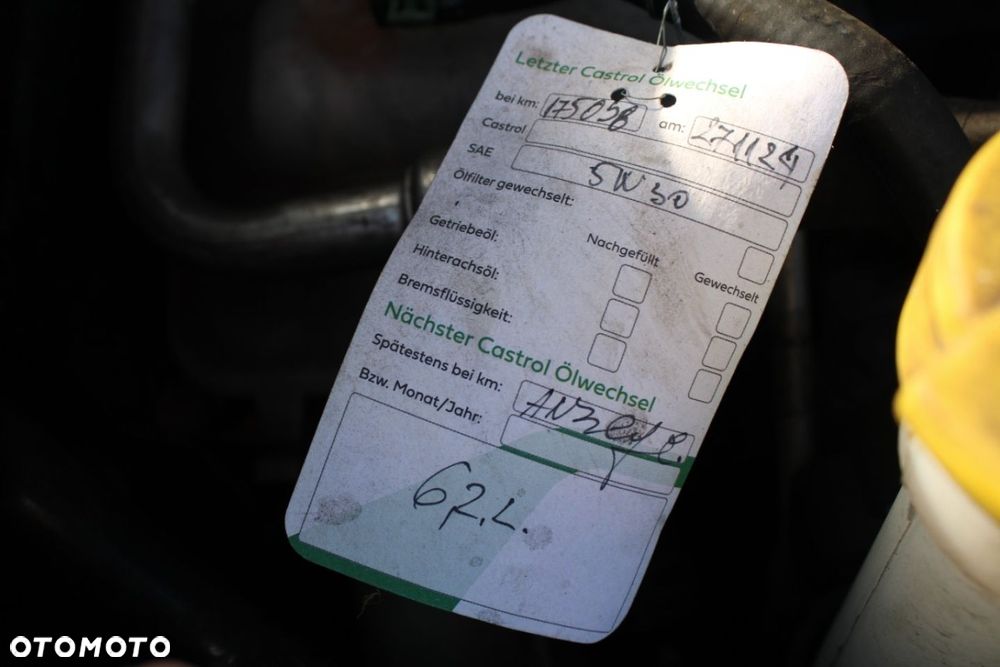 Letzter Castrol Ölwechsel
bei km: 175058 am: 271124
Castrol
SAE 5W30
Ölfilter gewechselt:
Nachgefüllt Gewechselt
Getriebeöl:
Hinterachsöl:
Bremsflüssigkeit:
Nächster Castrol Ölwechsel
Spätestens bei km:
Bzw. Monat/Jahr:
OTOMOTO